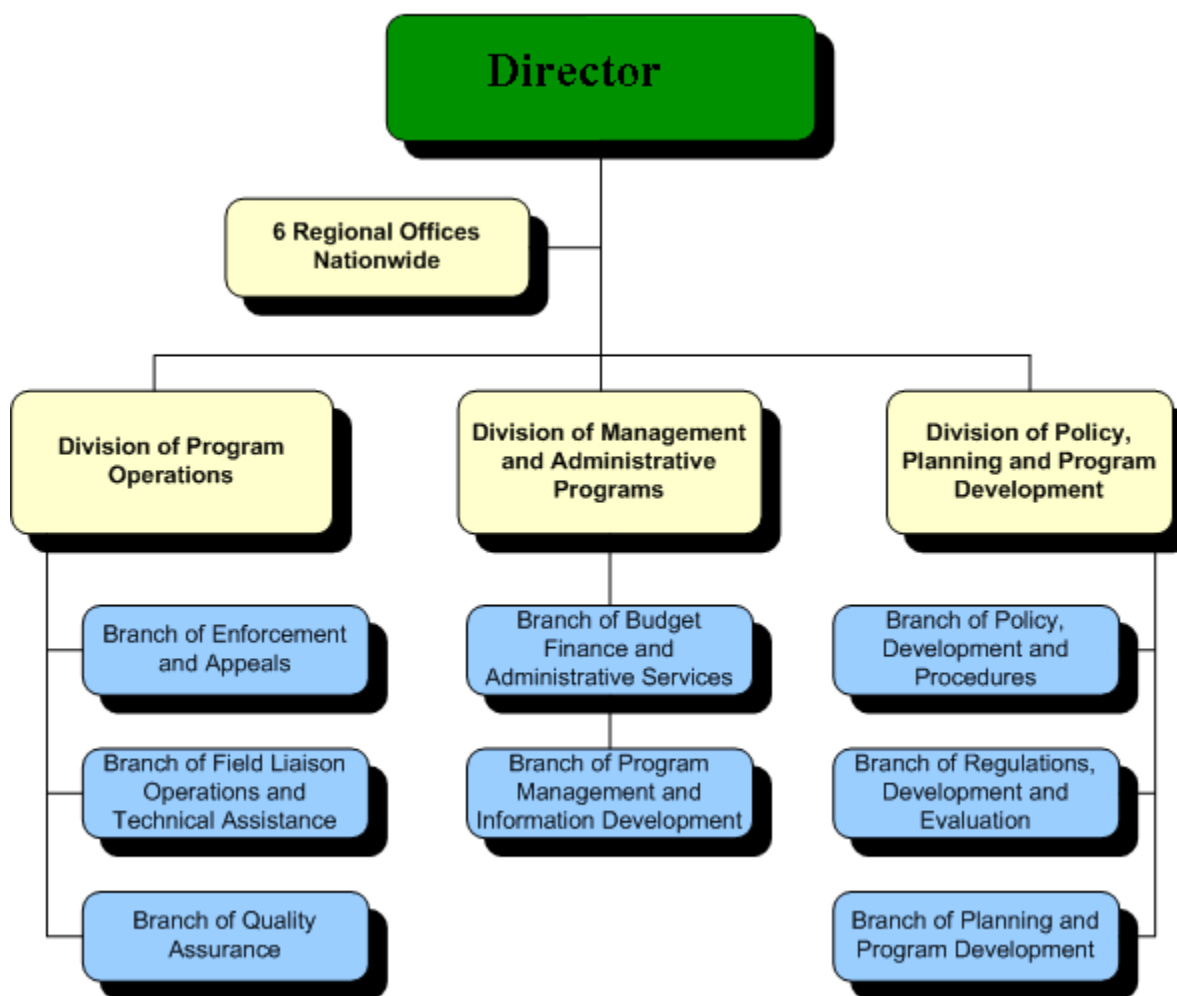 Director
6 Regional Offices
Nationwide
Division of Program
Operations
Division of Management
and Administrative
Programs
Division of Policy,
Planning and Program
Development
Branch of Enforcement
and Appeals
Branch of Budget
Finance and
Administrative Services
Branch of Policy,
Development and
Procedures
Branch of Field Liaison
Operations and
Technical Assistance
Branch of Program
Management and
Information Development
Branch of Regulations,
Development and
Evaluation
Branch of Quality
Assurance
Branch of Planning and
Program Development